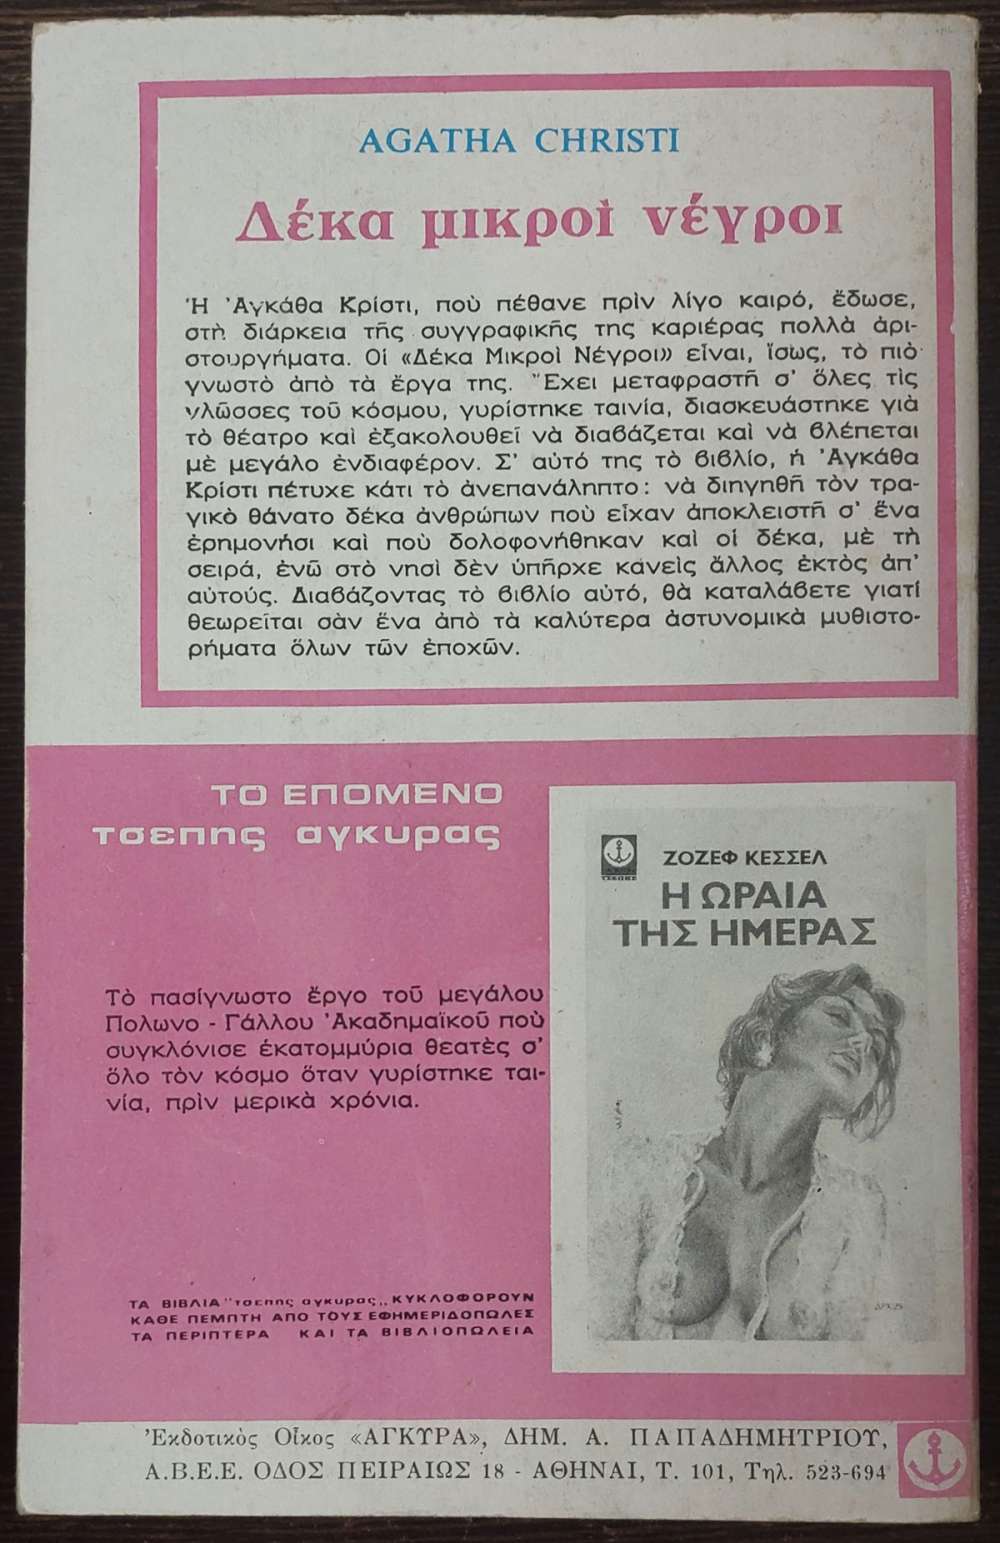 AGATHA CHRISTI
Δέκα μικροὶ νέγροι
Ἡ Ἀγκάθα Κρίστι, ποὺ πέθανε πρὶν λίγο καιρό, ἔδωσε,
στὴ διάρκεια τῆς συγγραφικῆς της καριέρας πολλὰ ἀρι-
στουργήματα. Οἱ «Δέκα Μικροὶ Νέγροι» εἶναι, ἴσως, τὸ πιὸ
γνωστὸ ἀπὸ τὰ ἔργα της. Ἔχει μεταφραστῆ σ' ὅλες τὶς
γλῶσσες τοῦ κόσμου, γυρίστηκε ταινία, διασκευάστηκε γιὰ
τὸ θέατρο καὶ ἐξακολουθεῖ νὰ διαβάζεται καὶ νὰ βλέπεται
μὲ μεγάλο ἐνδιαφέρον. Σ' αὐτό της τὸ βιβλίο, ἡ Ἀγκάθα
Κρίστι πέτυχε κάτι τὸ ἀνεπανάληπτο: νὰ διηγηθῆ τὸν τρα-
γικὸ θάνατο δέκα ἀνθρώπων ποὺ εἶχαν ἀποκλειστῆ σ' ἕνα
ἐρημονήσι καὶ ποὺ δολοφονήθηκαν καὶ οἱ δέκα, μὲ τὴ
σειρά, ἐνῶ στὸ νησὶ δὲν ὑπῆρχε κανεὶς ἄλλος ἐκτὸς ἀπ'
αὐτούς. Διαβάζοντας τὸ βιβλίο αὐτό, θὰ καταλάβετε γιατί
θεωρεῖται σὰν ἕνα ἀπὸ τὰ καλύτερα ἀστυνομικὰ μυθιστο-
ρήματα ὅλων τῶν ἐποχῶν.
ΤΟ ΕΠΟΜΕΝΟ
τσεπης αγκυρας
Τὸ πασίγνωστο ἔργο τοῦ μεγάλου
Πολωνο - Γάλλου Ἀκαδημαϊκοῦ ποὺ
συγκλόνισε ἑκατομμύρια θεατὲς σ'
ὅλο τὸν κόσμο ὅταν γυρίστηκε ται-
νία, πρὶν μερικὰ χρόνια.
ΤΣΕΠΗΣ
ΖΟΖΕΦ ΚΕΣΣΕΛ
Η ΩΡΑΙΑ
ΤΗΣ ΗΜΕΡΑΣ
ΤΑ ΒΙΒΛΙΑ "τσεπης αγκυρας,, ΚΥΚΛΟΦΟΡΟΥΝ
ΚΑΘΕ ΠΕΜΠΤΗ ΑΠΟ ΤΟΥΣ ΕΦΗΜΕΡΙΔΟΠΩΛΕΣ
ΤΑ ΠΕΡΙΠΤΕΡΑ ΚΑΙ ΤΑ ΒΙΒΛΙΟΠΩΛΕΙΑ
Ἐκδοτικὸς Οἶκος «ΑΓΚΥΡΑ», ΔΗΜ. Α. ΠΑΠΑΔΗΜΗΤΡΙΟΥ,
Α.Β.Ε.Ε. ΟΔΟΣ ΠΕΙΡΑΙΩΣ 18 - ΑΘΗΝΑΙ, Τ. 101, Τηλ. 523-694